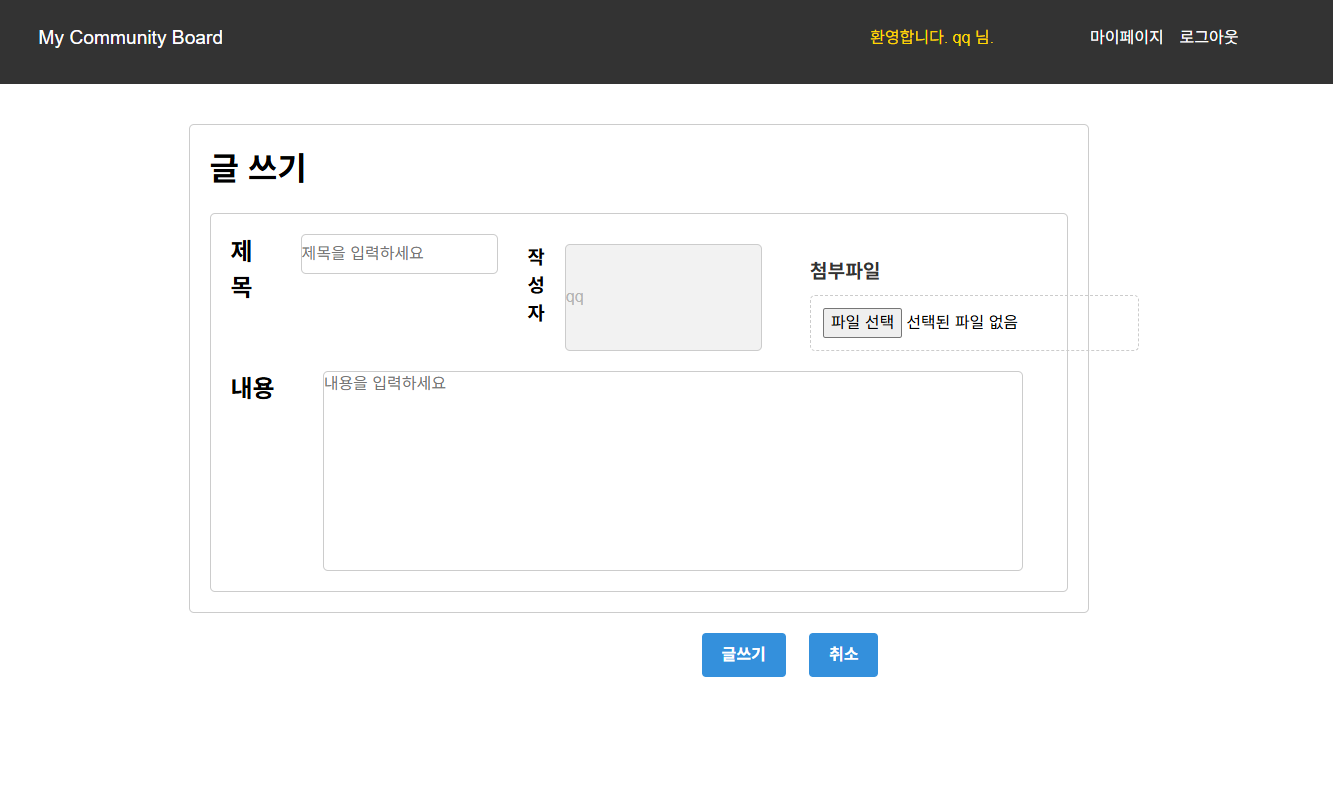 My Community Board
환영합니다. qq 님.
마이페이지 로그아웃
글 쓰기
제
목
제목을 입력하세요
작
성
자
qq
첨부파일
파일 선택 선택된 파일 없음
내용
내용을 입력하세요
글쓰기
취소